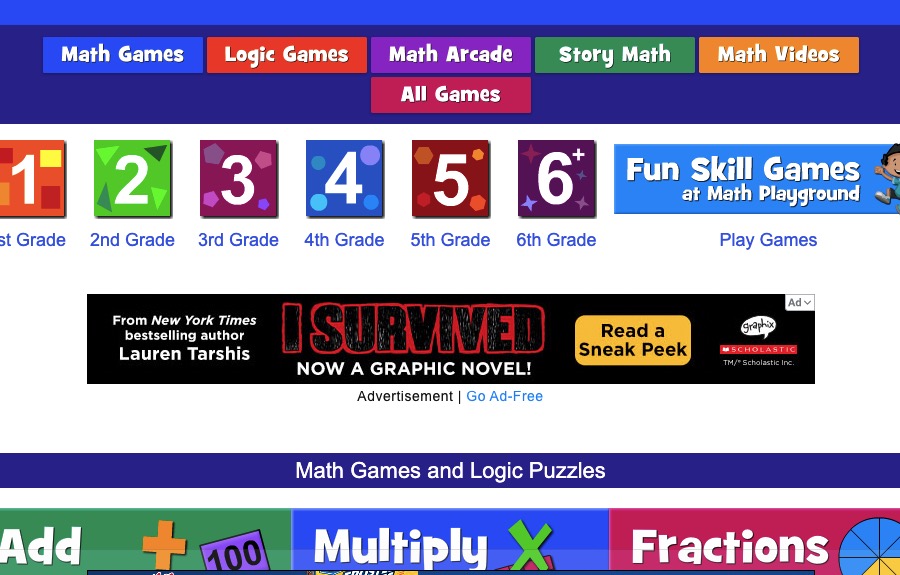 Math Games
Logic Games
Math Arcade
Story Math
Math Videos
All Games
1
2
3
4
5
6+
st Grade
2nd Grade
3rd Grade
4th Grade
5th Grade
6th Grade
Fun Skill Games
at Math Playground
Play Games
From New York Times
bestselling author
Lauren Tarshis
I SURVIVED
NOW A GRAPHIC NOVEL!
Read a
Sneak Peek
Ad
graphix
SCHOLASTIC
TM/® Scholastic Inc.
Advertisement | Go Ad-Free
Math Games and Logic Puzzles
Add
100
Multiply
Fractions